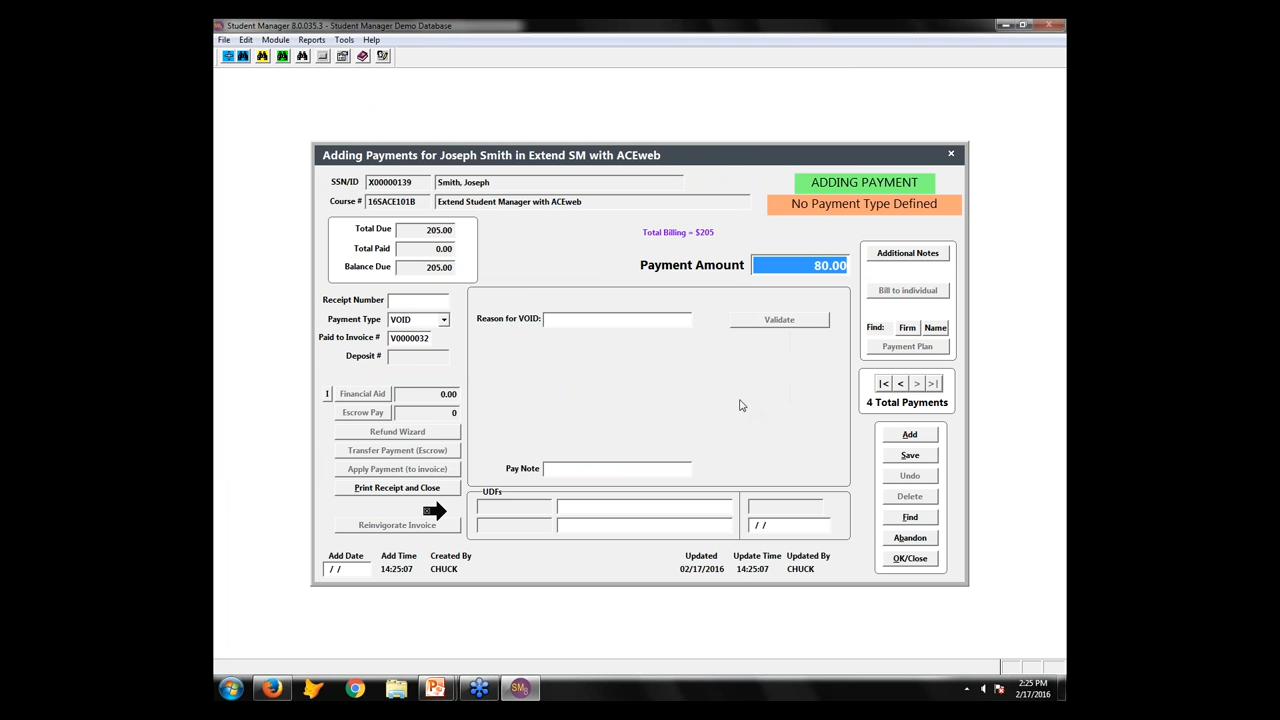 Student Manager 8.0.035.3 - Student Manager Demo Database
File Edit Module Reports Tools Help
Adding Payments for Joseph Smith in Extend SM with ACEweb
SSN/ID X00000139 Smith, Joseph
ADDING PAYMENT
Course # 16SACE101B Extend Student Manager with ACEweb
No Payment Type Defined
Total Due 205.00
Total Billing = $205
Total Paid 0.00
Additional Notes
Balance Due 205.00
Payment Amount 80.00
Bill to individual
Receipt Number
Payment Type VOID
Reason for VOID:
Validate
Find: Firm Name
Paid to Invoice # V0000032
Payment Plan
Deposit #
|< < > >|
I Financial Aid 0.00
4 Total Payments
Escrow Pay 0
Refund Wizard
Add
Transfer Payment (Escrow)
Save
Apply Payment (to invoice)
Pay Note
Undo
Print Receipt and Close
UDFs
Delete
Reinvigorate Invoice
/ /
Find
Abandon
Add Date Add Time Created By
Updated Update Time Updated By
OK/Close
/ / 14:25:07 CHUCK
02/17/2016 14:25:07 CHUCK
SM8
2:25 PM
2/17/2016